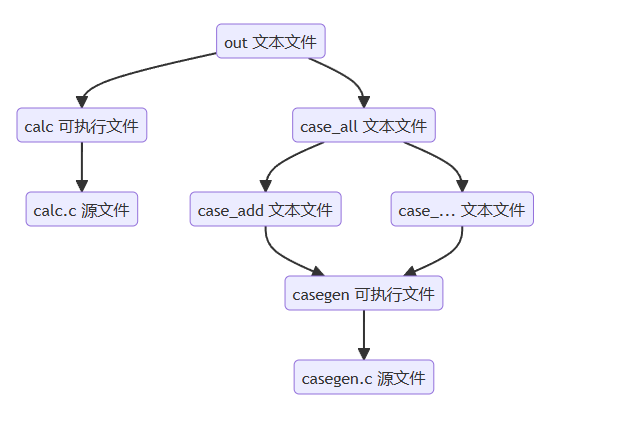 out 文本文件
calc 可执行文件
case_all 文本文件
calc.c 源文件
case_add 文本文件
case_... 文本文件
casegen 可执行文件
casegen.c 源文件